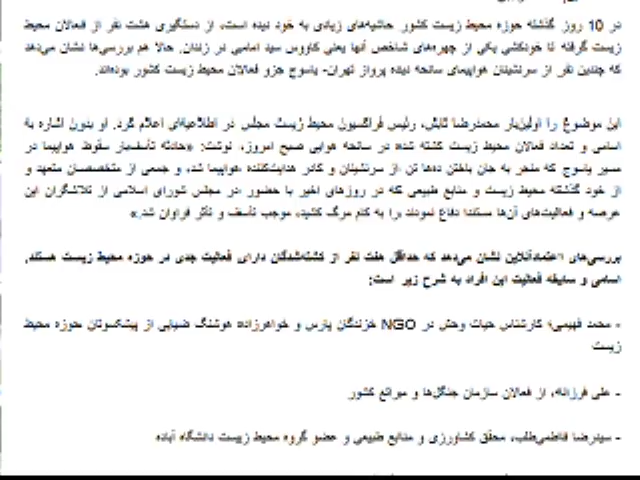 در 10 روز گذشته حوزه محیط زیست کشور حاشیه‌های زیادی به خود دیده است، از دستگیری هشت نفر از فعالان محیط
زیست گرفته تا خودکشی یکی از چهره‌های شاخص آنها یعنی کاووس سید امامی در زندان. حالا هم بررسی‌ها نشان می‌دهد
که چندین نفر از سرنشینان هواپیمای سانحه دیده پرواز تهران- یاسوج جزو فعالان محیط زیست کشور بوده‌اند.
این موضوع را اولین‌بار محمدرضا تابش، رئیس فراکسیون محیط زیست مجلس در اطلاعیه‌ای اعلام کرد. او بدون اشاره به
اسامی و تعداد فعالان محیط زیست کشته شده در سانحه هوایی صبح امروز، نوشت: «حادثه تأسف‌بار سقوط هواپیما در
مسیر یاسوج که منجر به جان باختن ده‌ها تن از سرنشینان و کادر هدایت‌کننده هواپیما شد، و جمعی از متخصصان متعهد و
از خود گذشته محیط زیست و منابع طبیعی که در روزهای اخیر با حضور در مجلس شورای اسلامی از تلاشگران این
عرصه و فعالیت‌های آن‌ها مستندا دفاع نمودند را به کام مرگ کشید، موجب تأسف و تأثر فراوان شد.»
بررسی‌های اعتمادآنلاین نشان می‌دهد که حداقل هفت نفر از کشته‌شدگان دارای فعالیت جدی در حوزه محیط زیست هستند.
اسامی و سابقه فعالیت این افراد به شرح زیر است:
- محمد فهیمی؛ کارشناس حیات وحش در NGO خزندگان پارس و خواهرزاده هوشنگ ضیایی از پیشکسوتان حوزه محیط
زیست
- علی فرزانه، از فعالان سازمان جنگل‌ها و مراتع کشور
- سیدرضا فاطمی‌طلب، محقق کشاورزی و منابع طبیعی و عضو گروه محیط زیست دانشگاه آباده